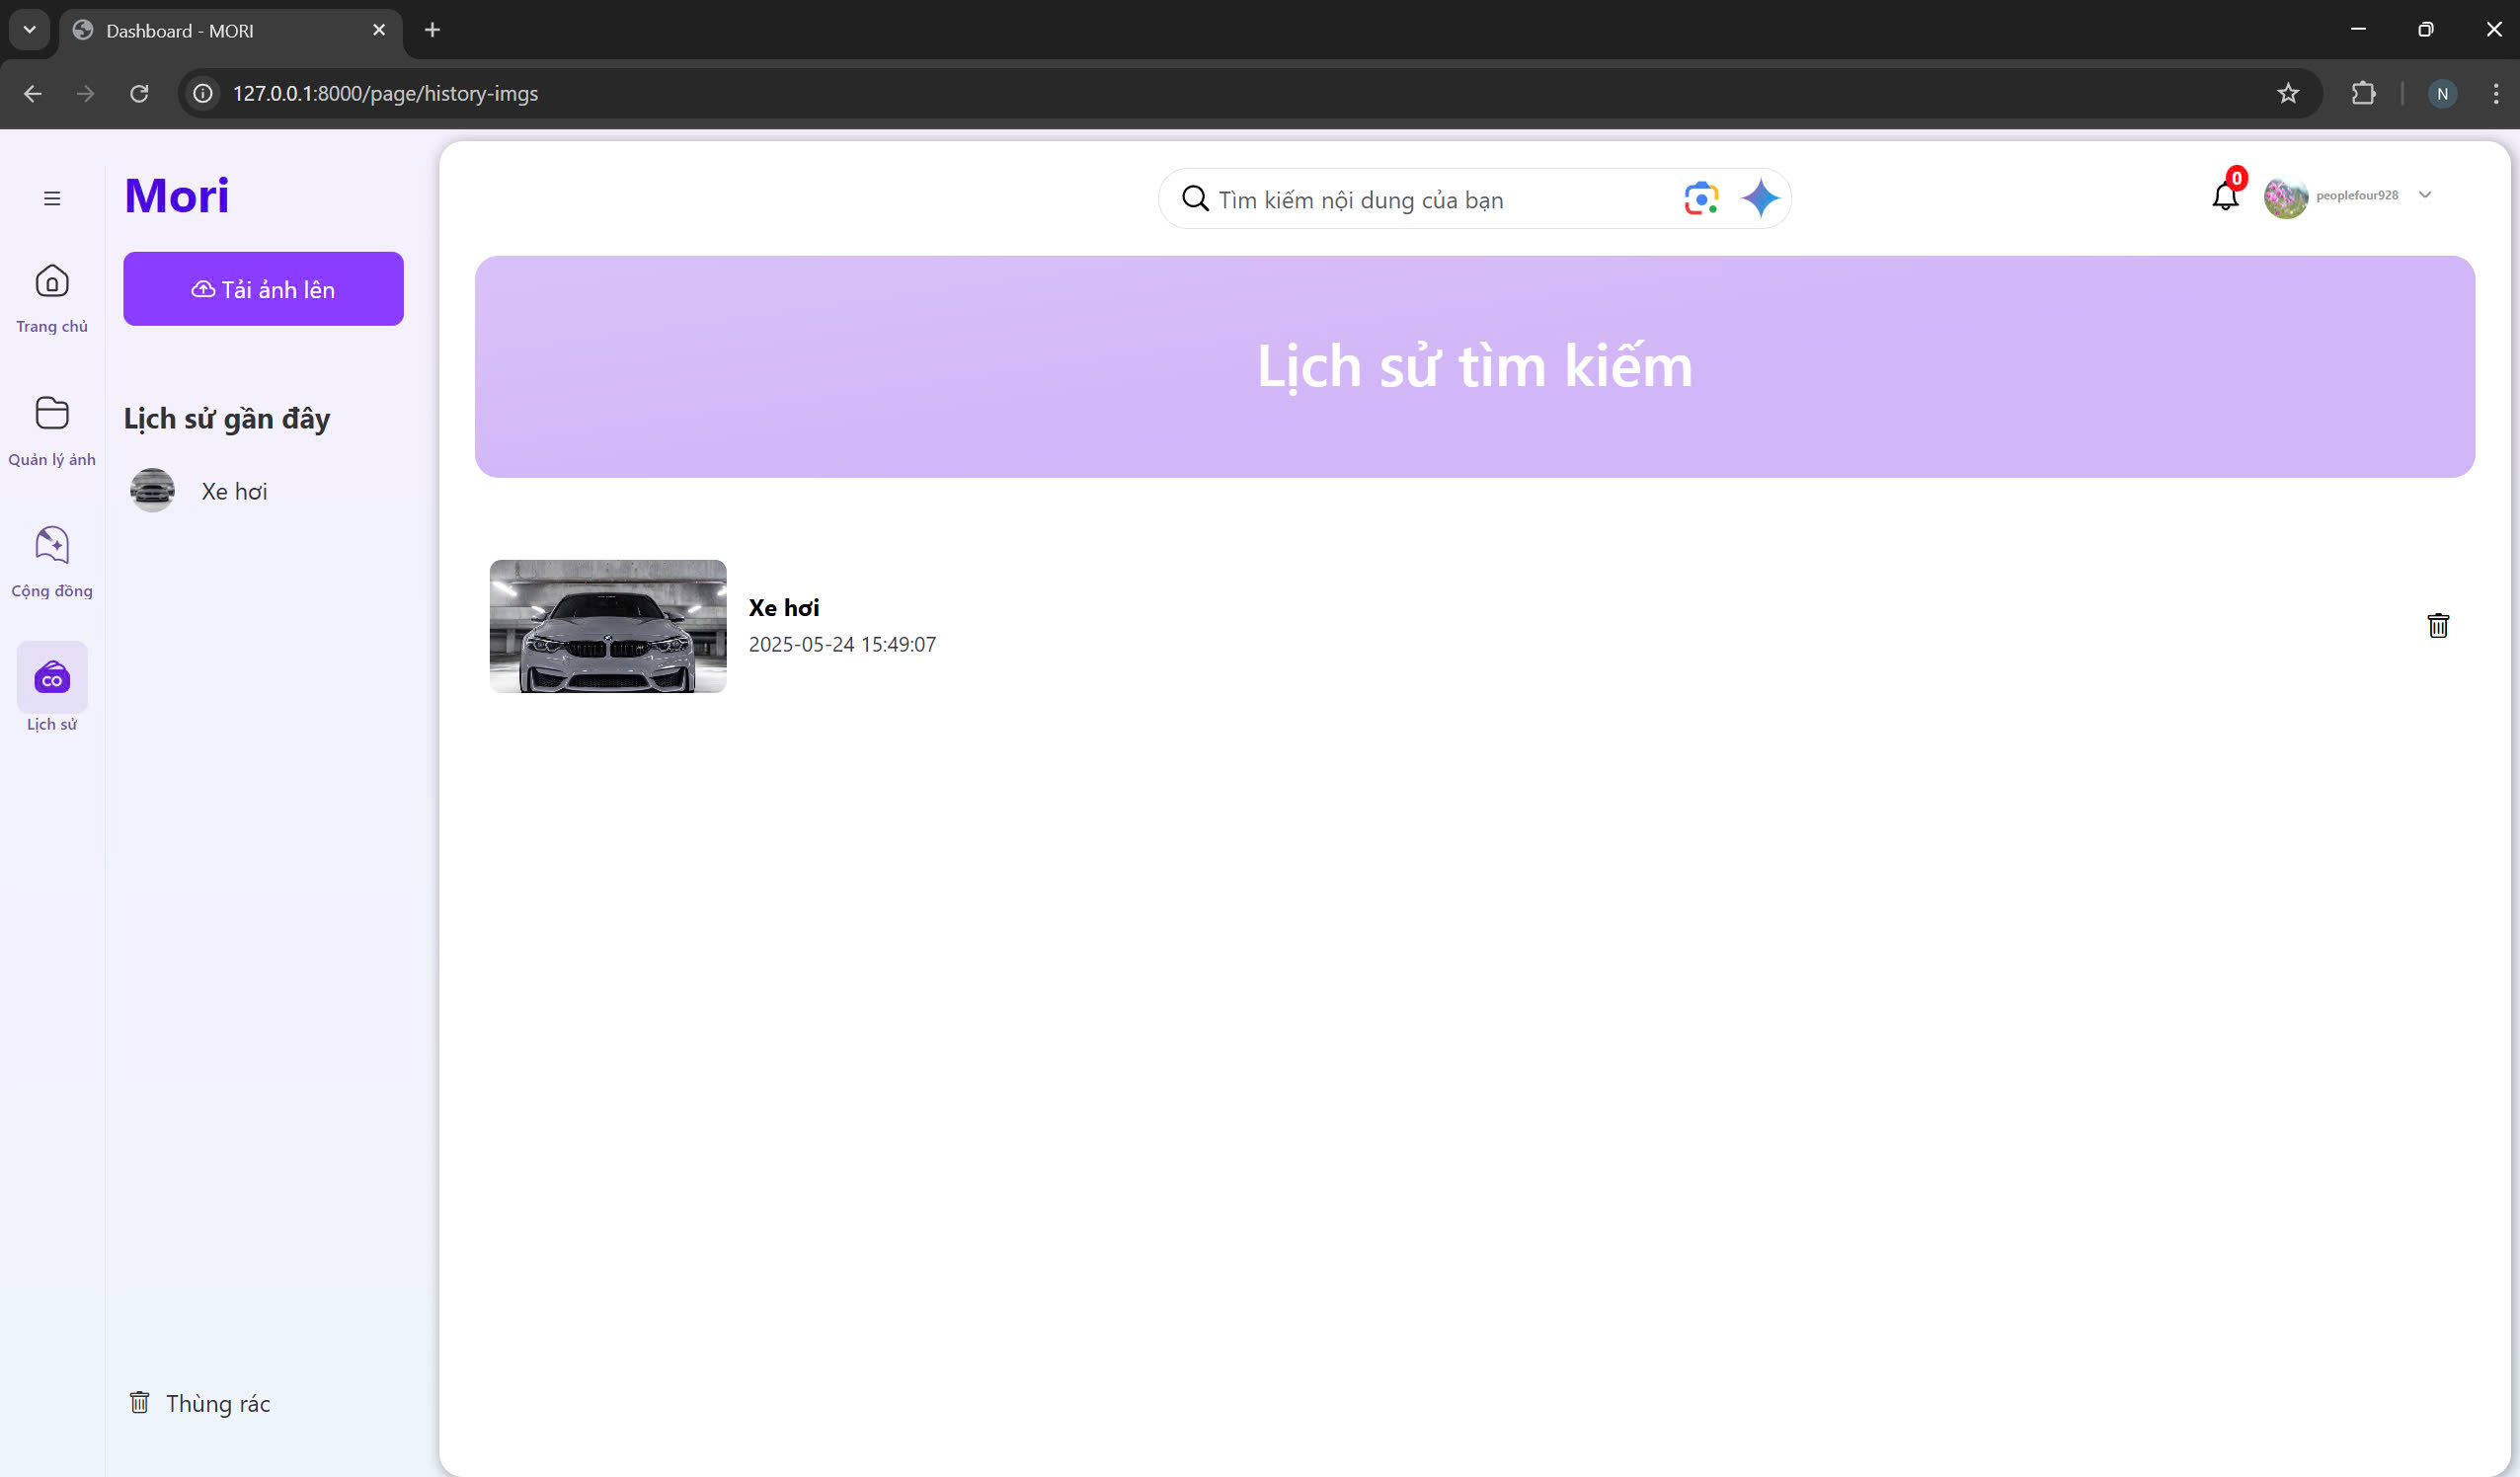 Dashboard - MORI
127.0.0.1:8000/page/history-imgs
N
Mori
Tải ảnh lên
Trang chủ
Quản lý ảnh
Cộng đồng
CO
Lịch sử
Lịch sử gần đây
Xe hơi
Thùng rác
Tìm kiếm nội dung của bạn
0
peoplefour928
Lịch sử tìm kiếm
Xe hơi
2025-05-24 15:49:07